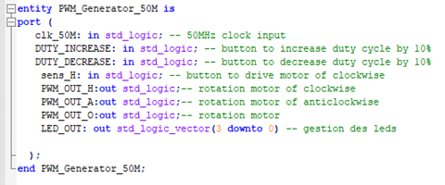 entity PWM_Generator_50M is
port (
clk_50M: in std_logic; -- 50MHz clock input
DUTY_INCREASE: in std_logic; -- button to increase duty cycle by 10%
DUTY_DECREASE: in std_logic; -- button to decrease duty cycle by 10%
sens_H: in std_logic; -- button to drive motor of clockwise
PWM_OUT_H:out std_logic;-- rotation motor of clockwise
PWM_OUT_A:out std_logic;-- rotation motor of anticlockwise
PWM_OUT_O:out std_logic;-- rotation motor
LED_OUT: out std_logic_vector(3 downto 0) -- gestion des leds
);
end PWM_Generator_50M;